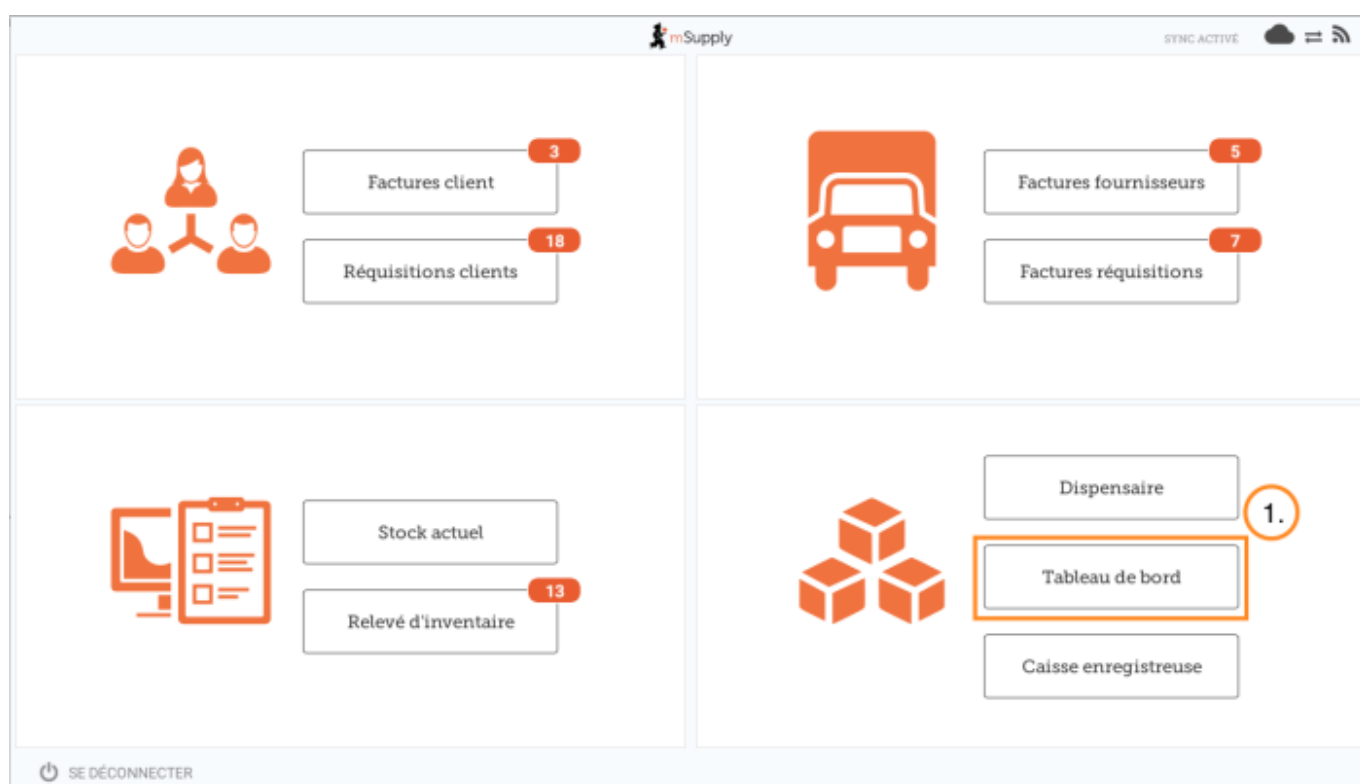 mSupply
SYNC ACTIVÉ
3
Factures client
18
Réquisitions clients
5
Factures fournisseurs
7
Factures réquisitions
Stock actuel
13
Relevé d'inventaire
Dispensaire
1.
Tableau de bord
Caisse enregistreuse
SE DÉCONNECTER